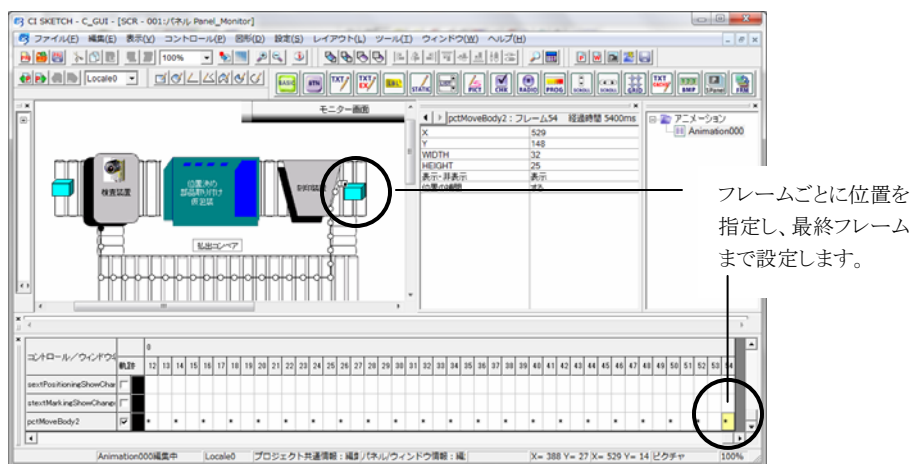 CI SKETCH - C_GUI - [SCR - 001:パネル Panel_Monitor]
ファイル(F) 編集(E) 表示(V) コントロール(P) 図形(D) 設定(S) レイアウト(L) ツール(T) ウィンドウ(W) ヘルプ(H)
100%
Locale0
モニター画面
検査装置
位置決め
部品取り付け
払出コンベア
pctMoveBody2 : フレーム54 経過時間 5400ms
X 529
Y 148
WIDTH 32
HEIGHT 25
表示・非表示 表示
位置の補間 する
アニメーション
Animation000
フレームごとに位置を
指定し、最終フレーム
まで設定します。
コントロール/ウィンドウ
軌跡
0
12 13 14 15 16 17 18 19 20 21 22 23 24 25 26 27 28 29 30 31 32 33 34 35 36 37 38 39 40 41 42 43 44 45 46 47 48 49 50 51 52 53 54
sextPositioningShowChar
stextMarkingShowChange
pctMoveBody2
Animation000編集中 Locale0 プロジェクト共通情報 : 編 パネル/ウィンドウ情報 : 編 X= 388 Y= 27 X= 529 Y= 14 ピクチャ 100%